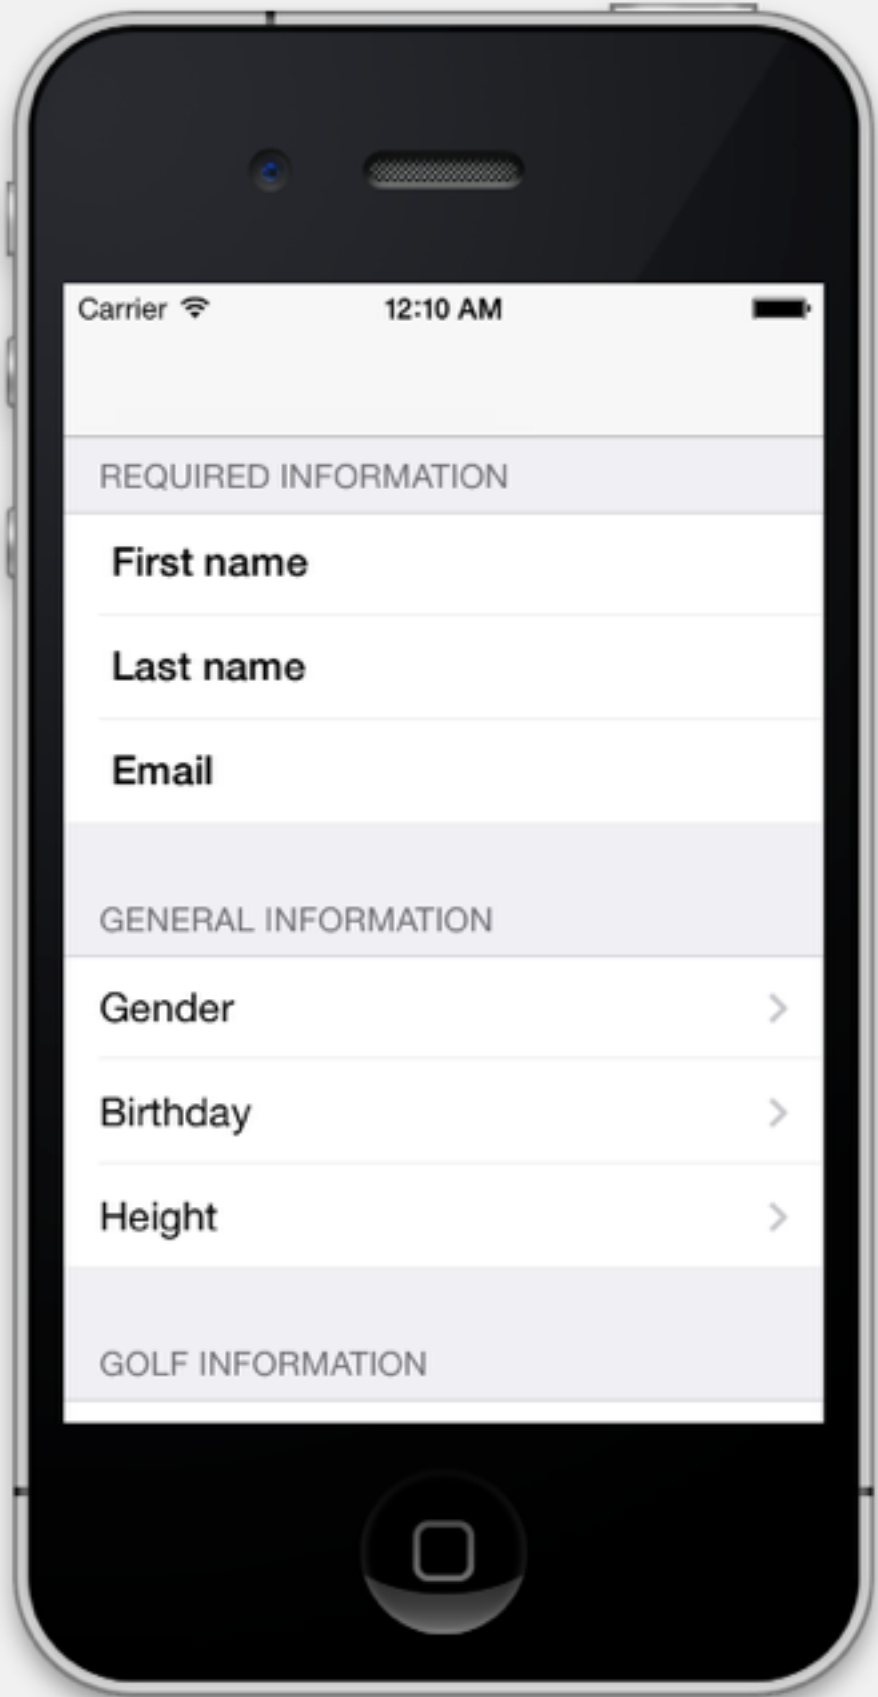 Carrier 12:10 AM
REQUIRED INFORMATION
First name
Last name
Email
GENERAL INFORMATION
Gender
Birthday
Height
GOLF INFORMATION